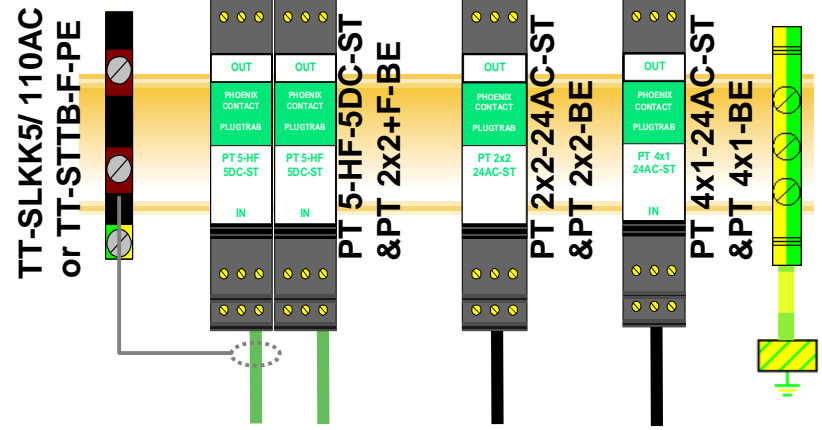 TT-SLKK5/ 110AC
or TT-STTB-F-PE
OUT
PHOENIX
CONTACT
PLUGTRAB
PT 5-HF
5DC-ST
IN
OUT
PHOENIX
CONTACT
PLUGTRAB
PT 5-HF
5DC-ST
IN
PT 5-HF-5DC-ST
&PT 2x2+F-BE
OUT
PHOENIX
CONTACT
PLUGTRAB
PT 2x2
24AC-ST
IN
PT 2x2-24AC-ST
&PT 2x2-BE
OUT
PHOENIX
CONTACT
PLUGTRAB
PT 4x1
24AC-ST
IN
PT 4x1-24AC-ST
&PT 4x1-BE